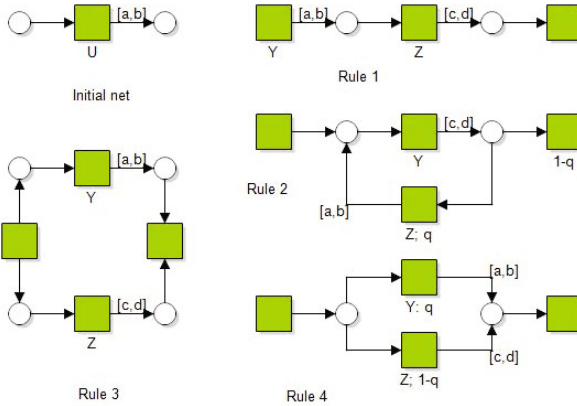 [a,b]
U
Initial net
[a,b]
[c,d]
Y
Z
Rule 1
[c,d]
Y
1-q
Rule 2
[a,b]
Z; q
[a,b]
Y
[c,d]
Z
Rule 3
[a,b]
Y: q
[c,d]
Z; 1-q
Rule 4